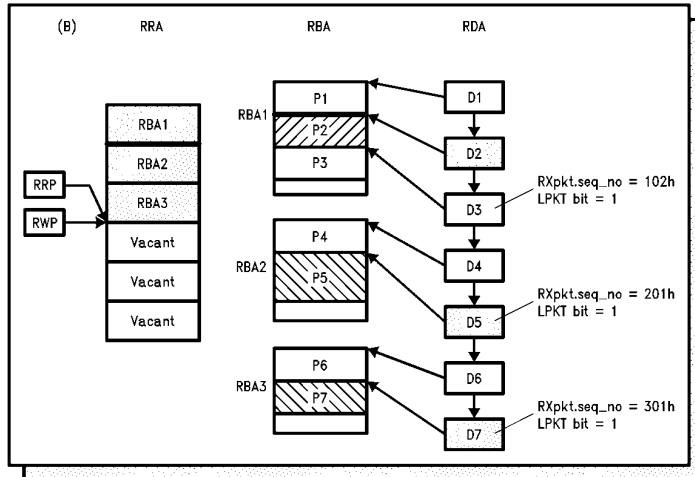 (B) RRA RBA RDA
RBA1
RBA2
RBA3
Vacant
Vacant
Vacant
RRP
RWP
RBA1
P1
P2
P3
RBA2
P4
P5
RBA3
P6
P7
D1
D2
D3
D4
D5
D6
D7
RXpkt.seq_no = 102h
LPKT bit = 1
RXpkt.seq_no = 201h
LPKT bit = 1
RXpkt.seq_no = 301h
LPKT bit = 1